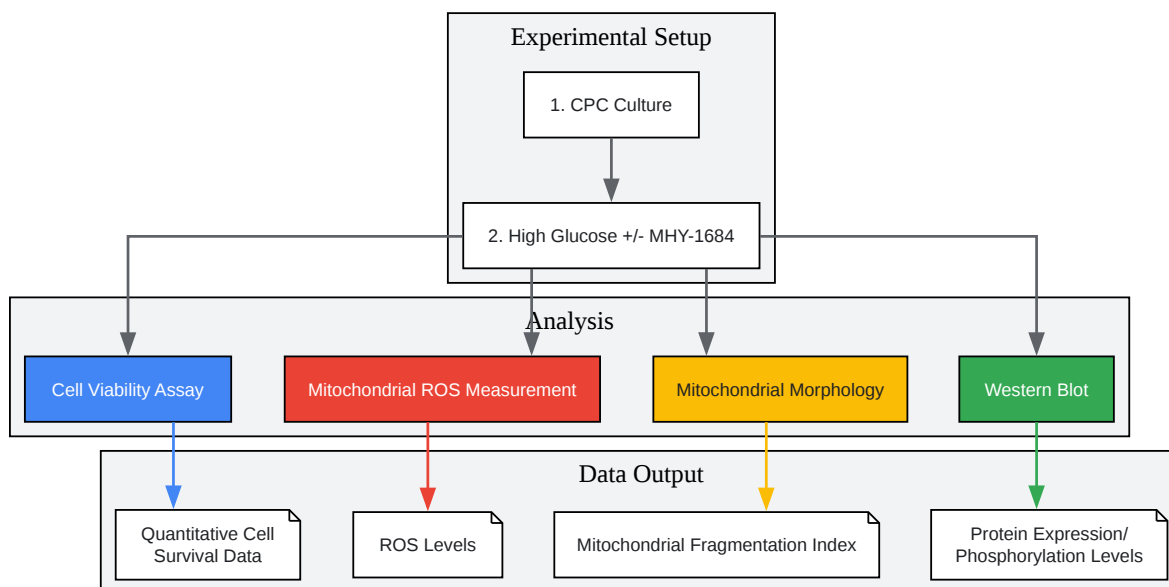 Experimental Setup
1. CPC Culture
2. High Glucose +/- MHY-1684
Analysis
Cell Viability Assay
Mitochondrial ROS Measurement
Mitochondrial Morphology
Western Blot
Data Output
Quantitative Cell
Survival Data
ROS Levels
Mitochondrial Fragmentation Index
Protein Expression/
Phosphorylation Levels